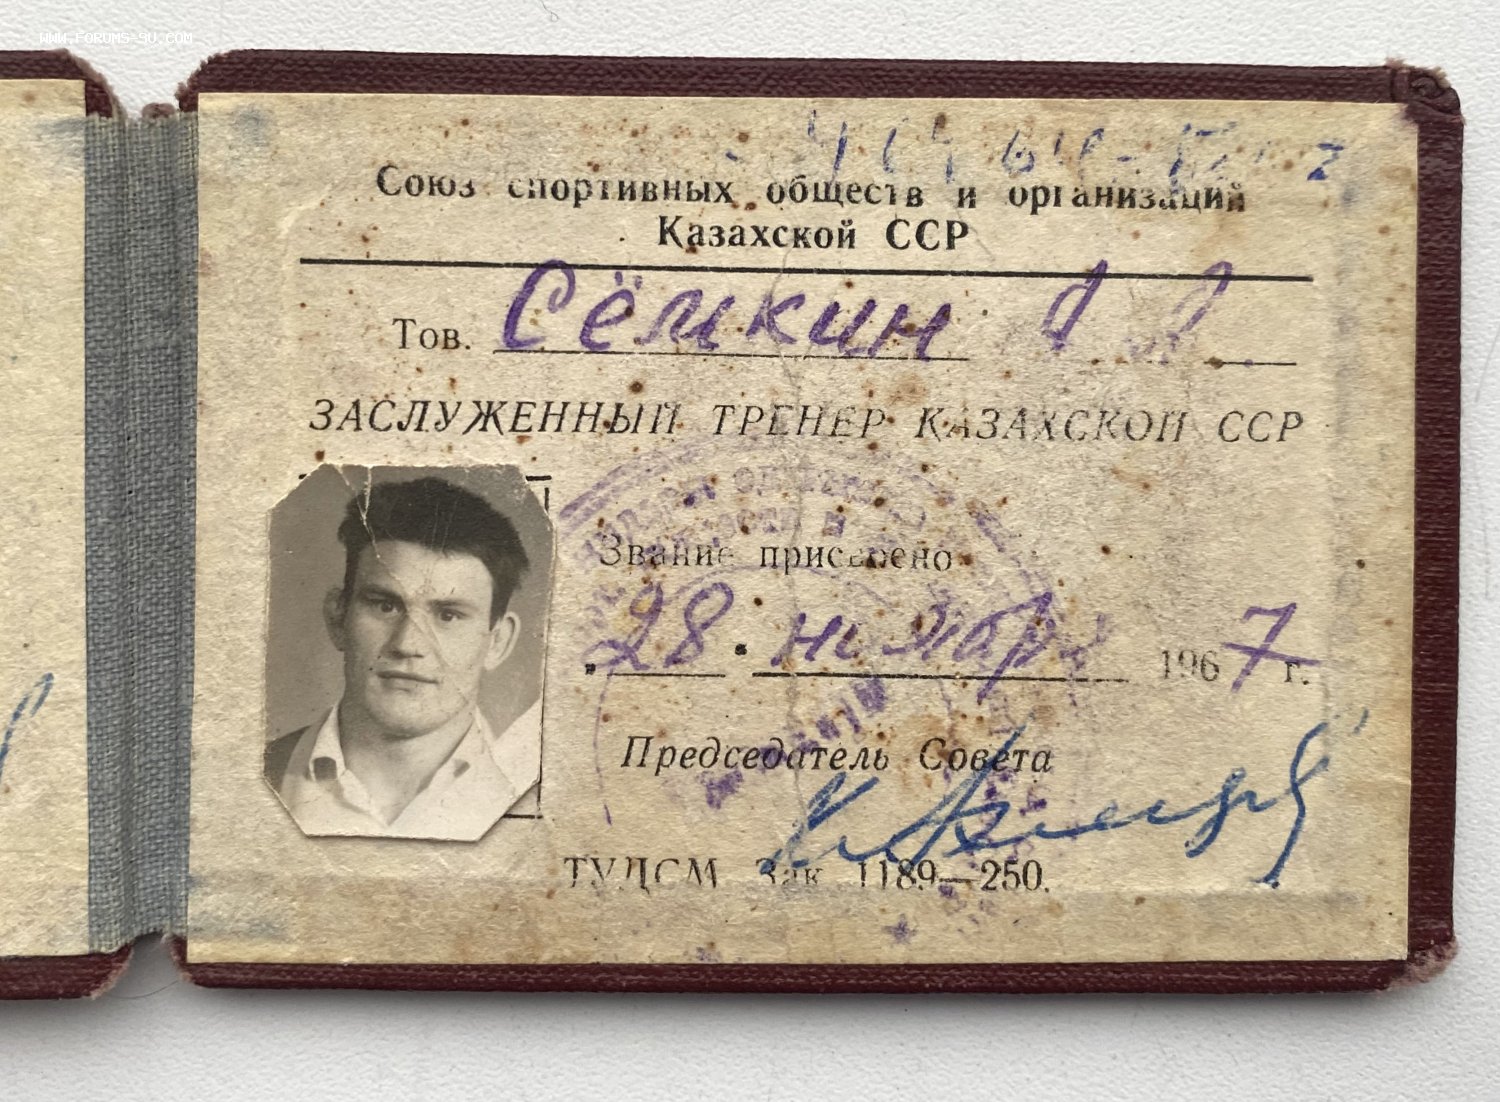 WWW.FORUMS-SU.COM
Союз спортивных обществ и организаций
Казахской ССР
Тов. Сёмкин
ЗАСЛУЖЕННЫЙ ТРЕНЕР КАЗАХСКОЙ ССР
Звание присвоено
28 ноября 1967 г.
Председатель Совета
ТУДСМ Зак. 1189—250.